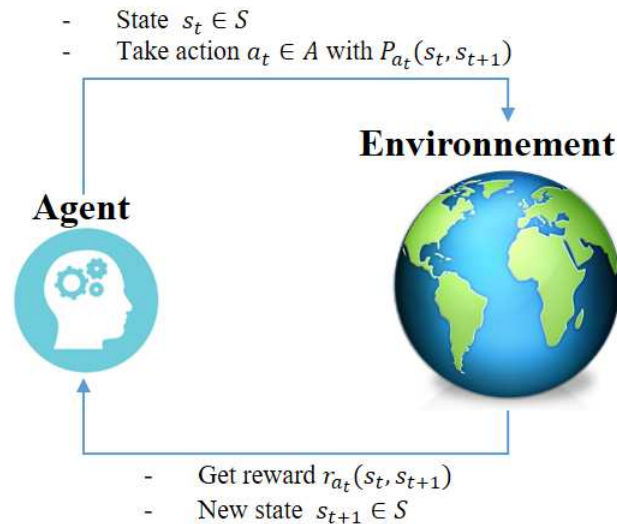 - State s_t ∈ S
- Take action a_t ∈ A with P_{a_t}(s_t, s_{t+1})
Environnement
Agent
- Get reward r_{a_t}(s_t, s_{t+1})
- New state s_{t+1} ∈ S